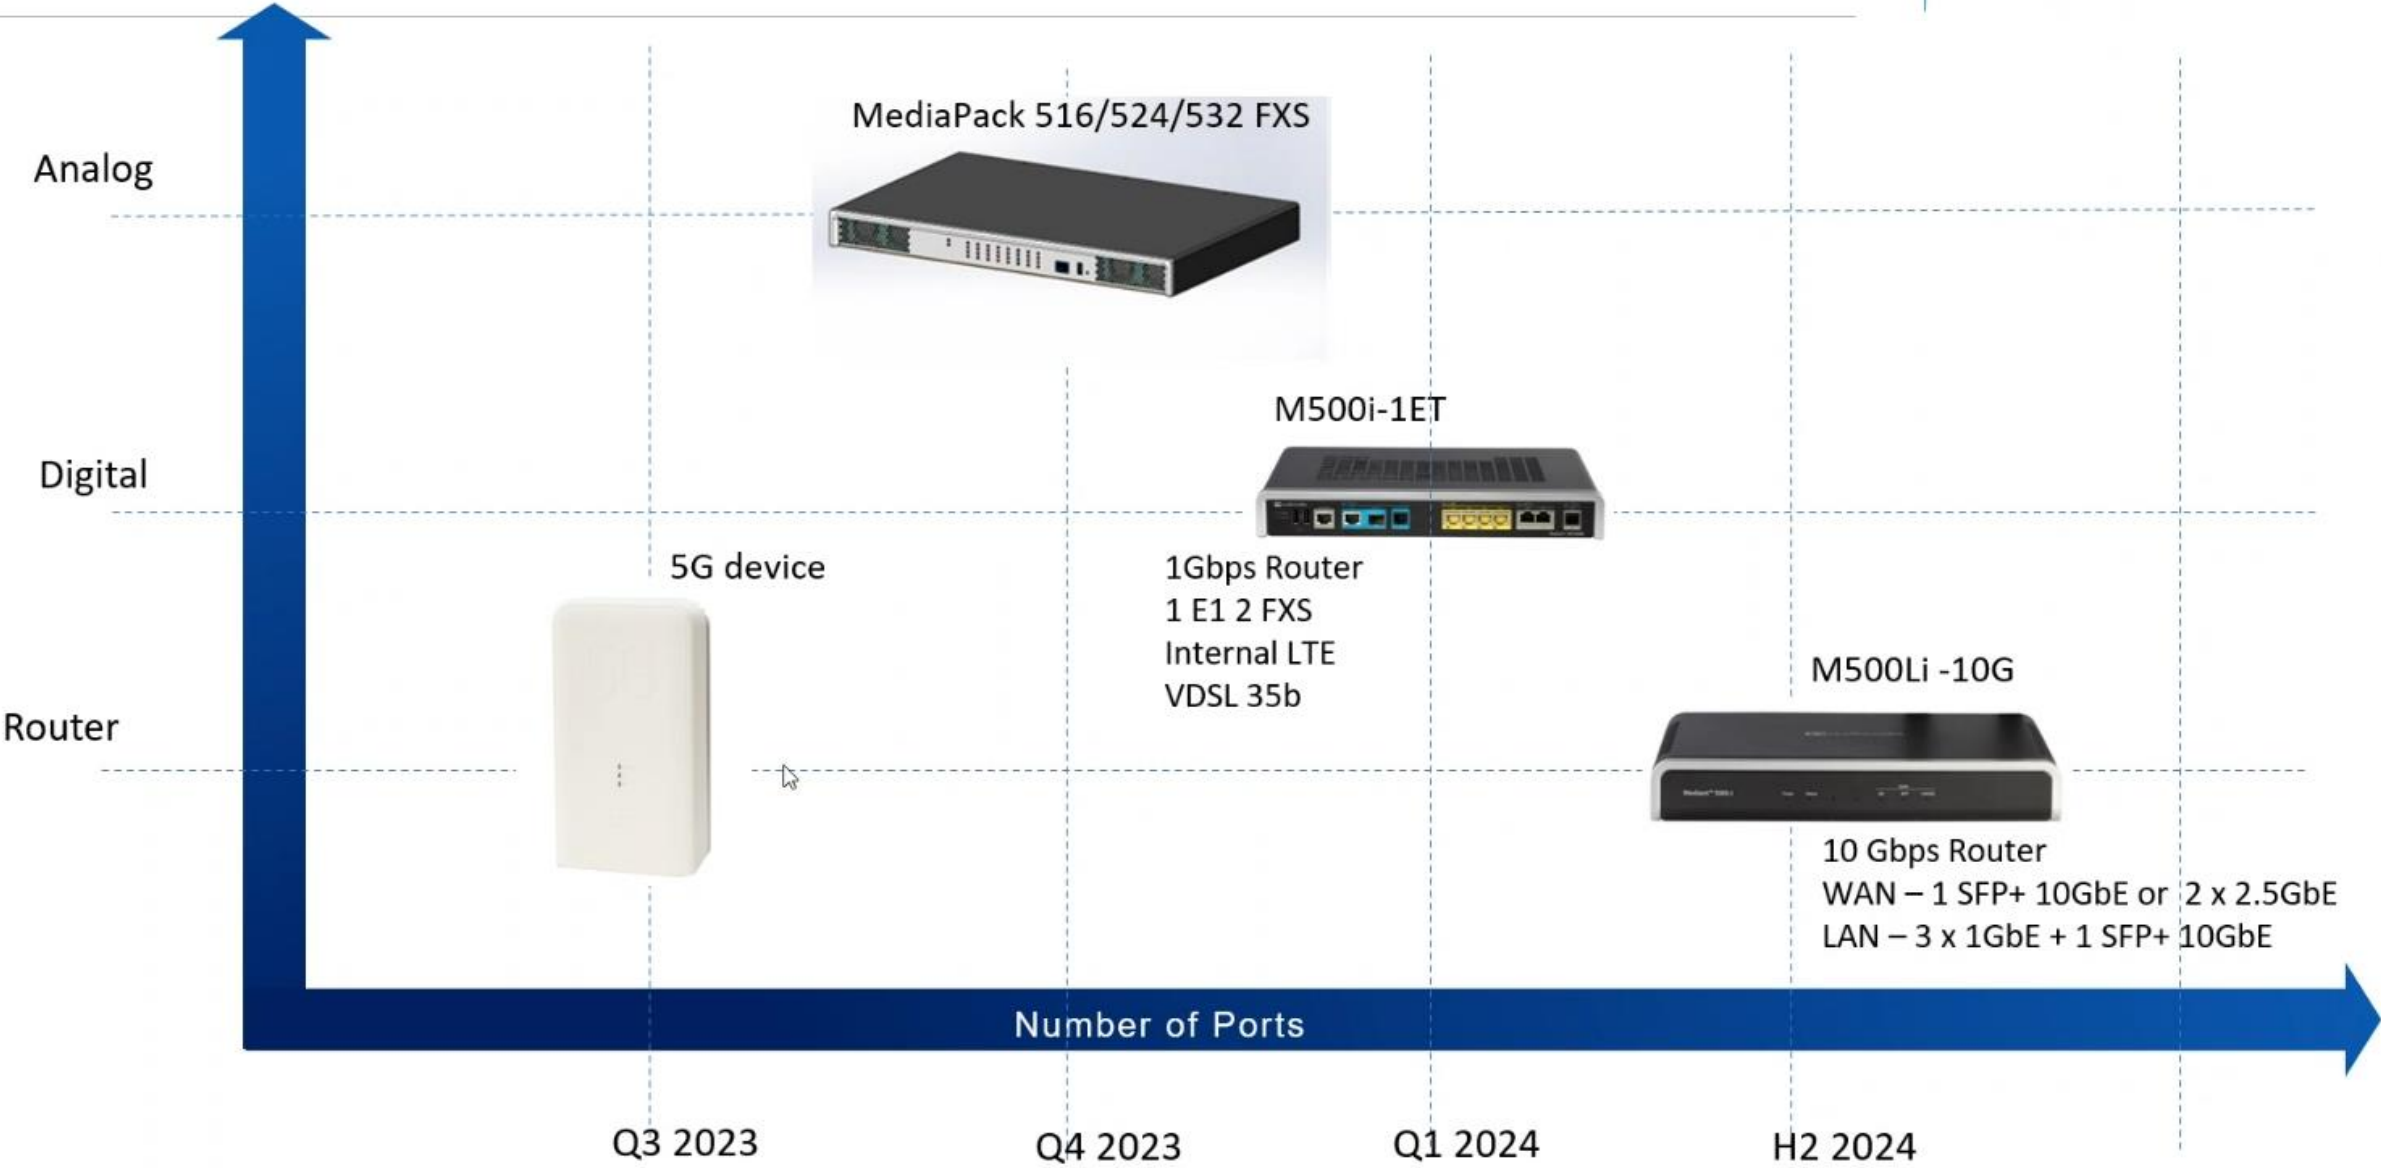 MediaPack 516/524/532 FXS
Analog
M500i-1ET
Digital
5G device
1Gbps Router
1 E1 2 FXS
Internal LTE
VDSL 35b
M500Li -10G
Router
10 Gbps Router
WAN – 1 SFP+ 10GbE or 2 x 2.5GbE
LAN – 3 x 1GbE + 1 SFP+ 10GbE
Number of Ports
Q3 2023
Q4 2023
Q1 2024
H2 2024